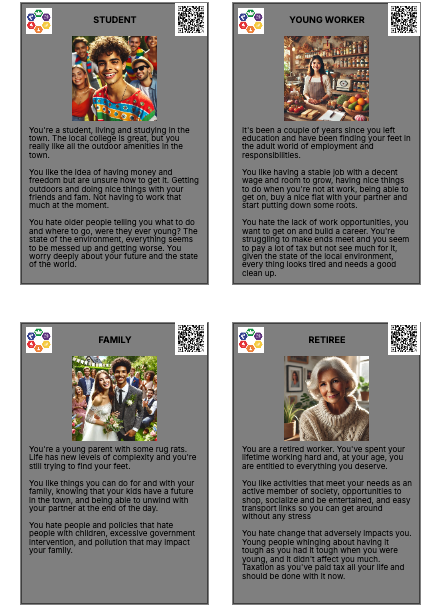 STUDENT
You're a student, living and studying in the
town. The local college is great, but you
really like all the outdoor amenities in the
town.
You like the idea of having money and
freedom but are unsure how to get it. Getting
outdoors and doing nice things with your
friends and fam. Not having to work that
much at the moment.
You hate older people telling you what to do
and where to go, were they ever young? The
state of the environment, everything seems
to be messed up and getting worse. You
worry deeply about your future and the state
of the world.
YOUNG WORKER
It's been a couple of years since you left
education and have been finding your feet in
the adult world of employment and
responsibilities.
You like having a stable job with a decent
wage and room to grow, having nice things
to do when you're not at work, being able to
get on, buy a nice flat with your partner and
start putting down some roots.
You hate the lack of work opportunities, you
want to get on and build a career. You're
struggling to make ends meet and you seem
to pay a lot of tax but not see much for it,
given the state of the local environment,
every thing looks tired and needs a good
clean up.
FAMILY
You're a young parent with some rug rats.
Life has new levels of complexity and you're
still trying to find your feet.
You like things that you can do for and with your
family, knowing that your kids have a future
in the town, and being able to unwind with
your partner at the end of the day.
You hate people and policies that hate
people with children, excessive government
intervention, and pollution that may impact
your family.
RETIREE
You are a retired worker. You've spent your
lifetime working hard and, at your age, you
are entitled to everything you deserve.
You like activities that meet your needs as an
active member of society, opportunities to
shop, socialize and be entertained, and easy
transport links so you can get around
without any stress
You hate change that adversely impacts you.
Young people whinging about having it
tough as you had it tough when you were
young, and it didn't affect you much.
Taxation as you've paid tax all your life and
should be done with it now.